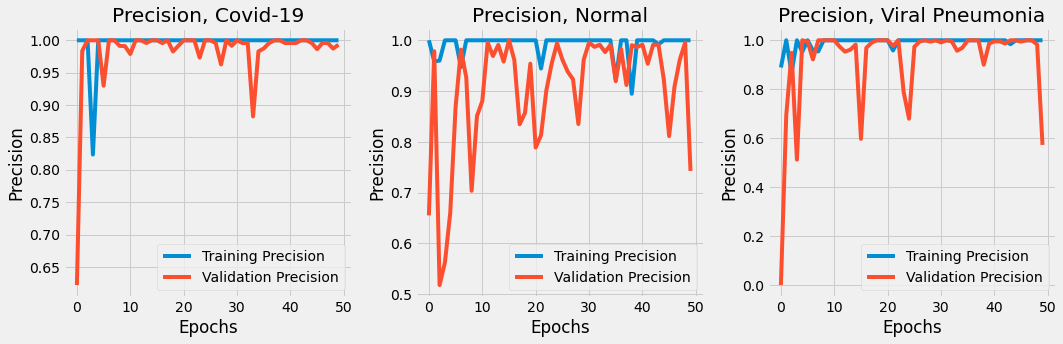 Precision, Covid-19
1.00
0.95
0.90
0.85
0.80
0.75
0.70
0.65
Precision
0 10 20 30 40 50
Epochs
Training Precision
Validation Precision
Precision, Normal
1.0
0.9
0.8
0.7
0.6
0.5
Precision
0 10 20 30 40 50
Epochs
Training Precision
Validation Precision
Precision, Viral Pneumonia
1.0
0.8
0.6
0.4
0.2
0.0
Precision
0 10 20 30 40 50
Epochs
Training Precision
Validation Precision